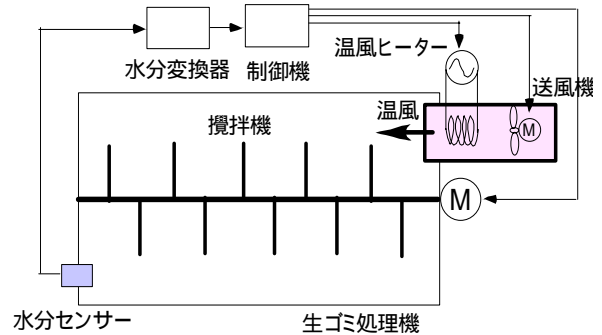 温風ヒーター
水分変換器
制御機
送風機
温風
攪拌機
M
M
水分センサー
生ゴミ処理機